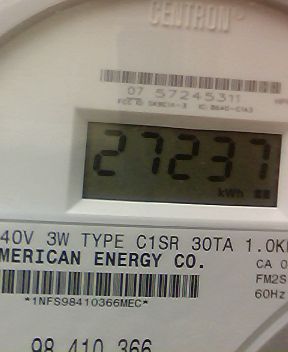 CENTRON
07 57245311
27237
kWh
40V 3W TYPE C1SR 30TA 1.0K
MERICAN ENERGY CO.
CA 0
FM2S
60Hz
*1NFS98410366MEC*
98 410 366